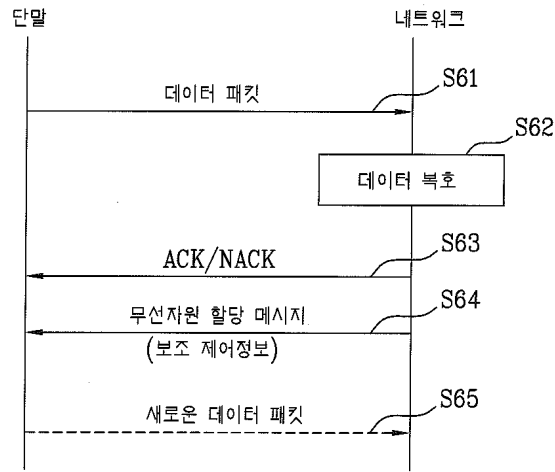 단말
네트워크
데이터 패킷
S61
S62
데이터 복호
ACK/NACK
S63
무선자원 할당 메시지
(보조 제어정보)
S64
새로운 데이터 패킷
S65